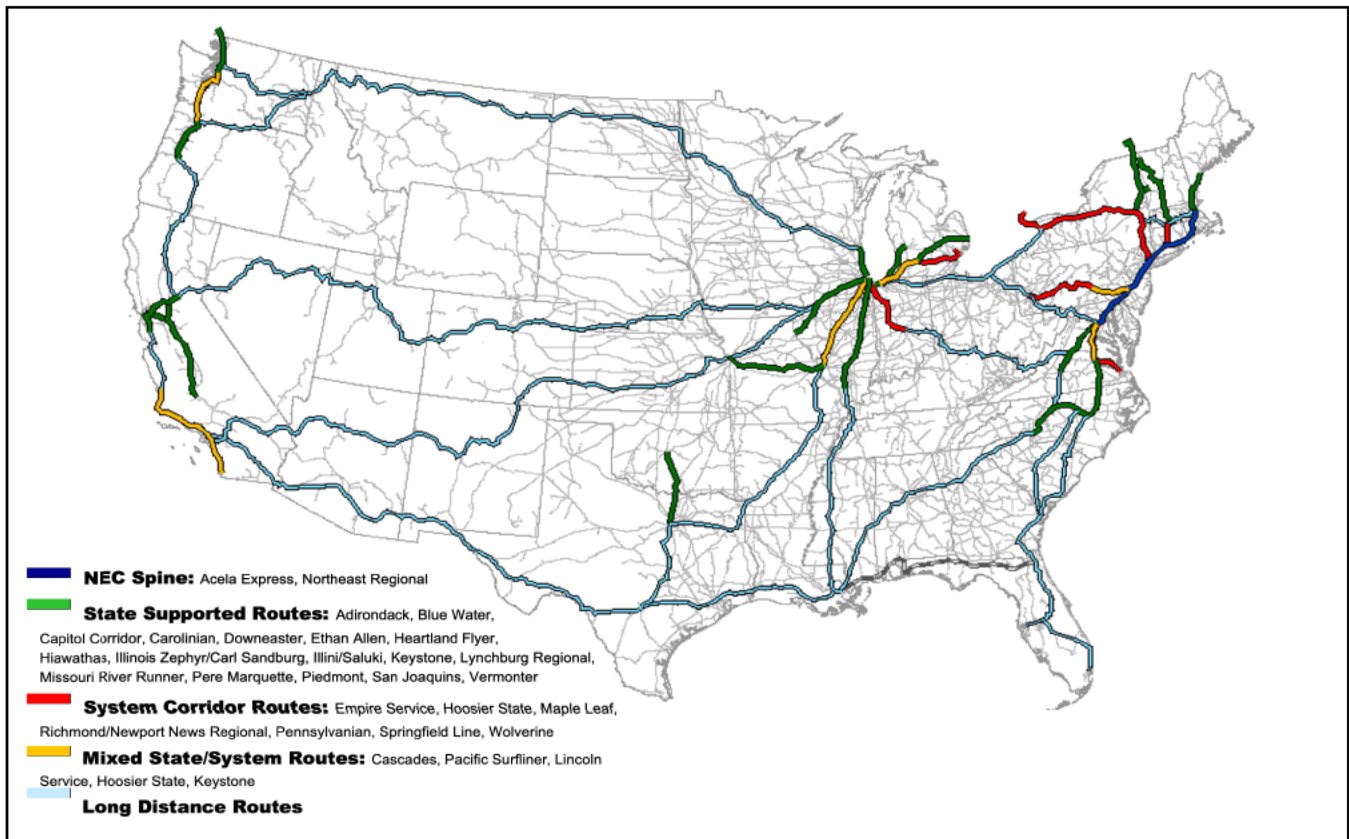 NEC Spine: Acela Express, Northeast Regional
State Supported Routes: Adirondack, Blue Water,
Capitol Corridor, Carolinian, Downeaster, Ethan Allen, Heartland Flyer,
Hiawathas, Illinois Zephyr/Carl Sandburg, Illini/Saluki, Keystone, Lynchburg Regional,
Missouri River Runner, Pere Marquette, Piedmont, San Joaquins, Vermonter
System Corridor Routes: Empire Service, Hoosier State, Maple Leaf,
Richmond/Newport News Regional, Pennsylvanian, Springfield Line, Wolverine
Mixed State/System Routes: Cascades, Pacific Surfliner, Lincoln
Service, Hoosier State, Keystone
Long Distance Routes